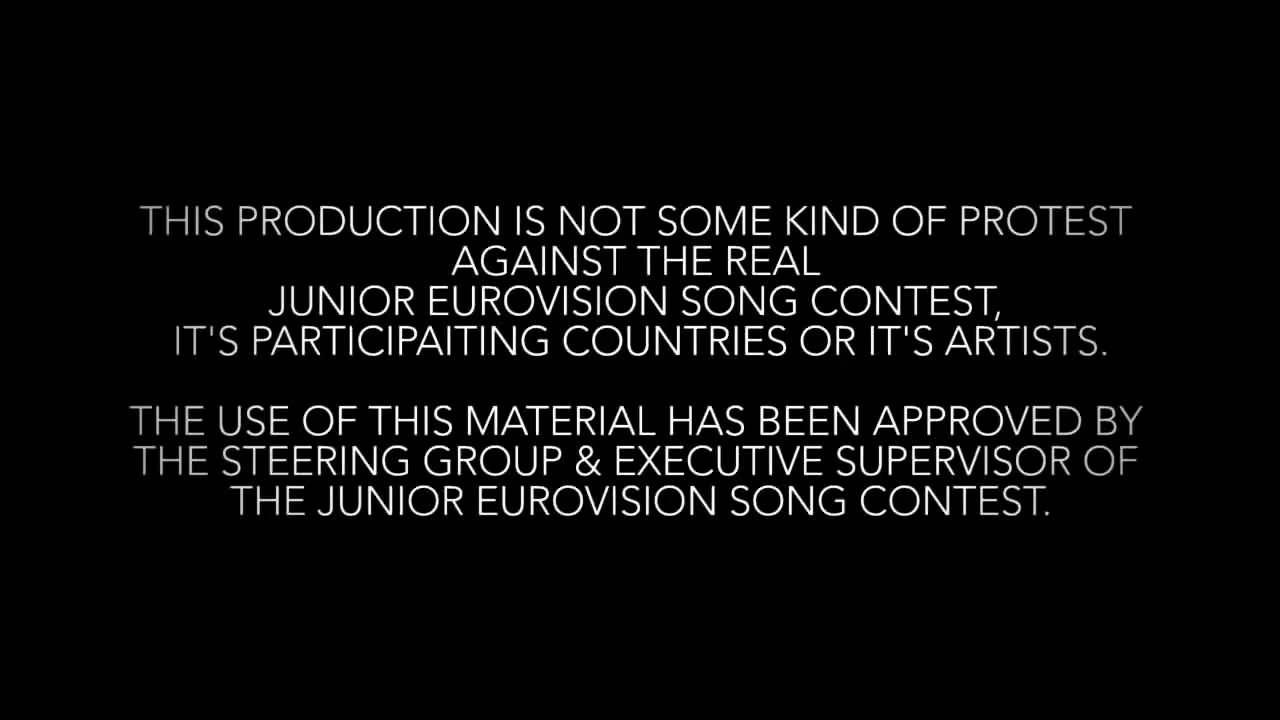 THIS PRODUCTION IS NOT SOME KIND OF PROTEST
AGAINST THE REAL
JUNIOR EUROVISION SONG CONTEST,
IT'S PARTICIPAITING COUNTRIES OR IT'S ARTISTS.
THE USE OF THIS MATERIAL HAS BEEN APPROVED BY
THE STEERING GROUP & EXECUTIVE SUPERVISOR OF
THE JUNIOR EUROVISION SONG CONTEST.